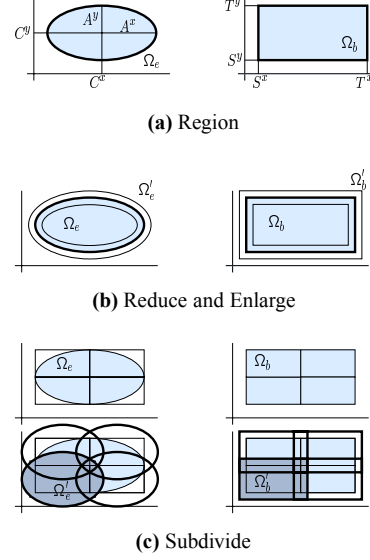 C^y A^y A^x Ω_e C^x
T^y S^y Ω_b S^x T^x
(a) Region
Ω_e Ω'_e
Ω_b Ω'_b
(b) Reduce and Enlarge
Ω_e Ω_b
Ω'_e Ω'_b
(c) Subdivide